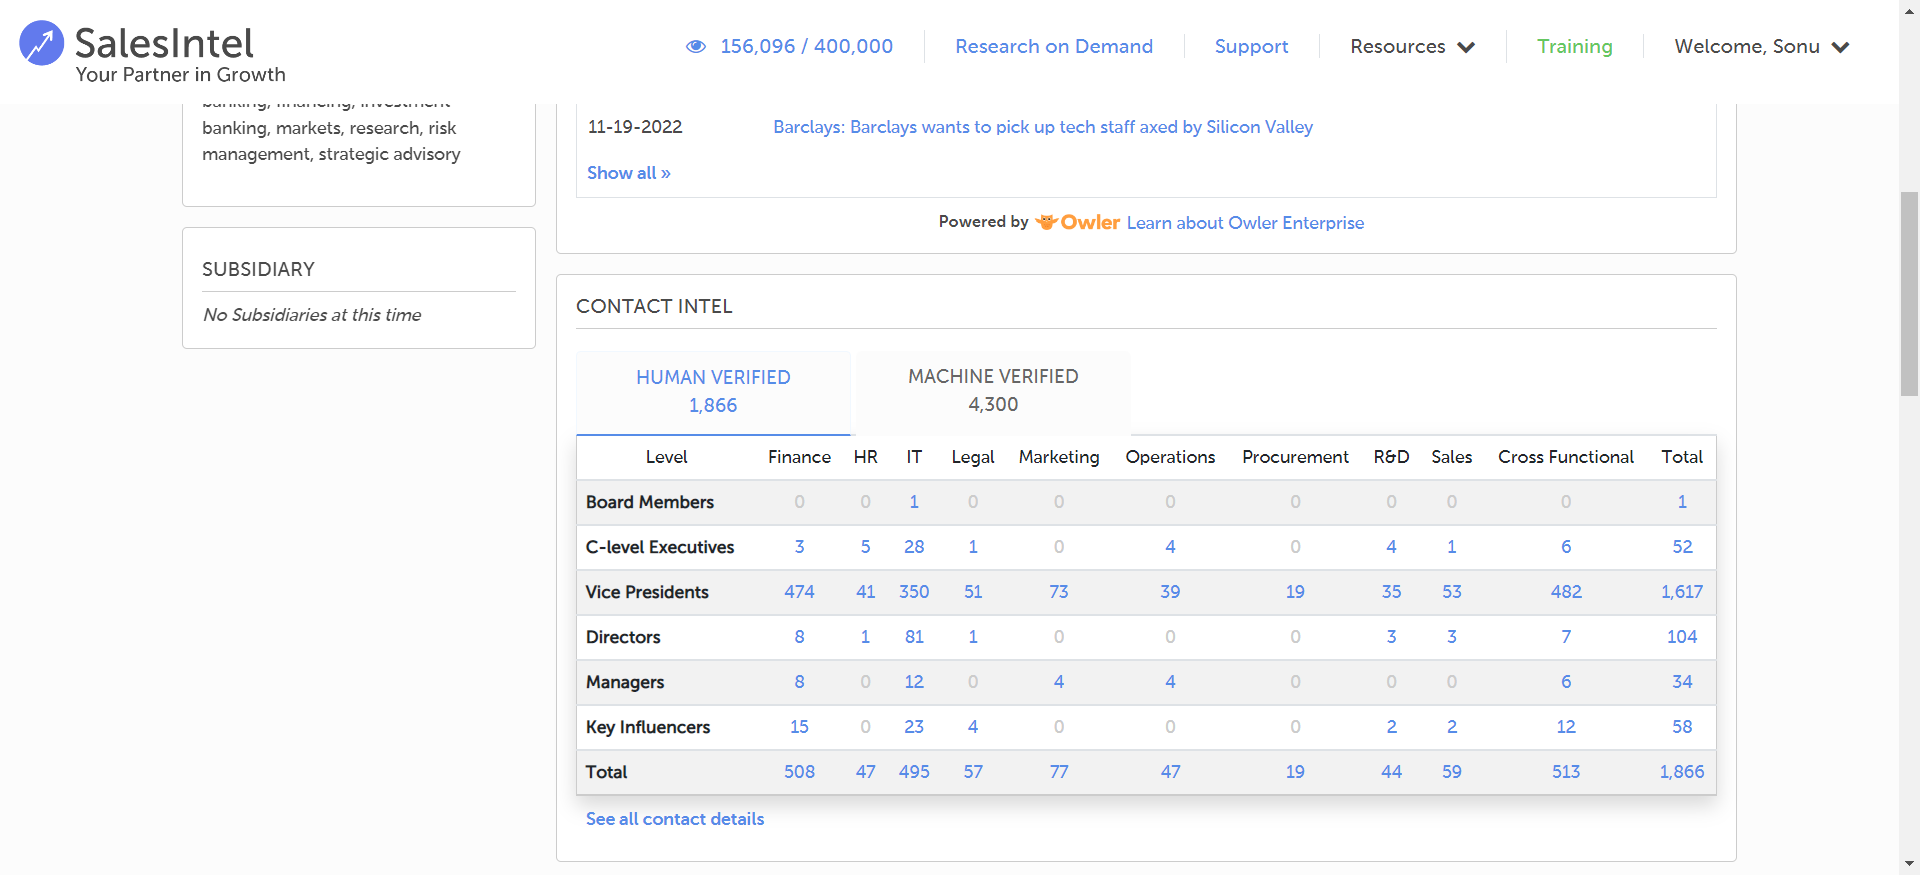 SalesIntel
Your Partner in Growth
156,096 / 400,000
Research on Demand
Support
Resources
Training
Welcome, Sonu
banking, financing, investment
banking, markets, research, risk
management, strategic advisory
SUBSIDIARY
No Subsidiaries at this time
11-19-2022 Barclays: Barclays wants to pick up tech staff axed by Silicon Valley
Show all »
Powered by Owler Learn about Owler Enterprise
CONTACT INTEL
HUMAN VERIFIED
1,866
MACHINE VERIFIED
4,300
Level Finance HR IT Legal Marketing Operations Procurement R&D Sales Cross Functional Total
Board Members 0 0 1 0 0 0 0 0 0 0 1
C-level Executives 3 5 28 1 0 4 0 4 1 6 52
Vice Presidents 474 41 350 51 73 39 19 35 53 482 1,617
Directors 8 1 81 1 0 0 0 3 3 7 104
Managers 8 0 12 0 4 4 0 0 0 6 34
Key Influencers 15 0 23 4 0 0 0 2 2 12 58
Total 508 47 495 57 77 47 19 44 59 513 1,866
See all contact details